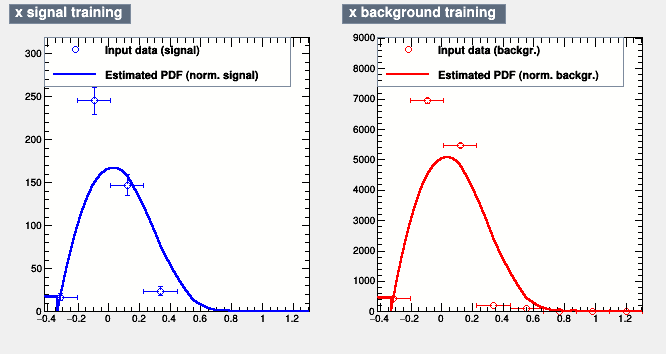 x signal training
x background training
Input data (signal)
Estimated PDF (norm. signal)
300
250
200
150
100
50
0
−0.4 −0.2 0 0.2 0.4 0.6 0.8 1 1.2
Input data (backgr.)
Estimated PDF (norm. backgr.)
9000
8000
7000
6000
5000
4000
3000
2000
1000
0
−0.4 −0.2 0 0.2 0.4 0.6 0.8 1 1.2